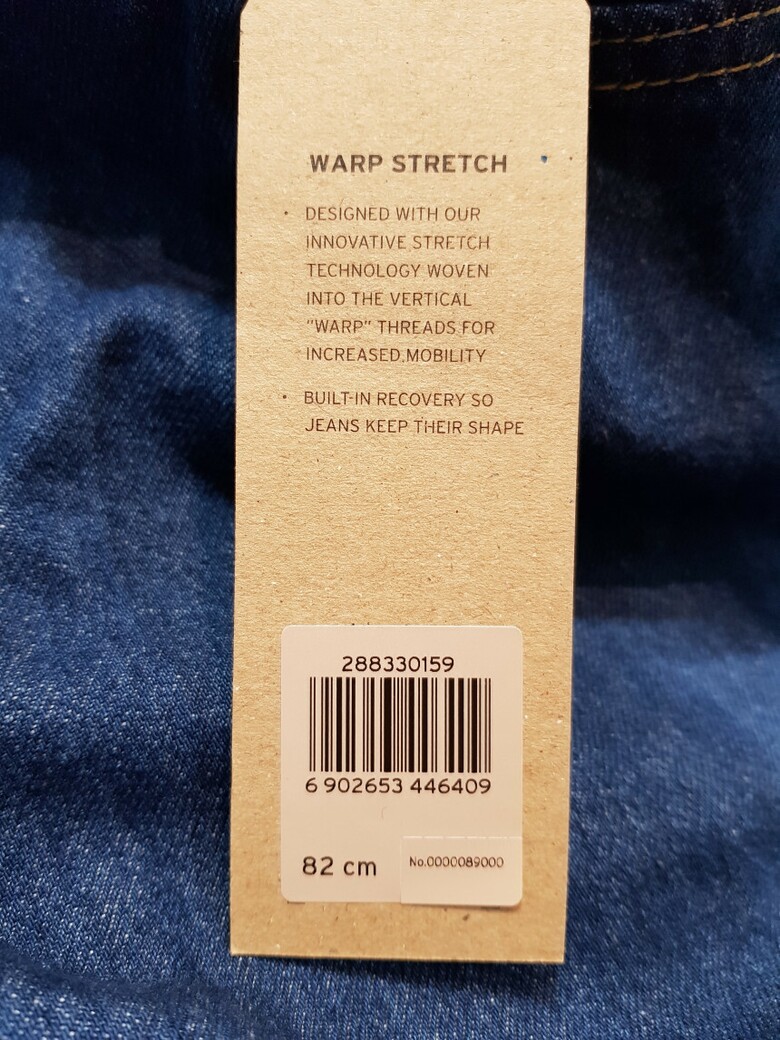 WARP STRETCH
• DESIGNED WITH OUR
INNOVATIVE STRETCH
TECHNOLOGY WOVEN
INTO THE VERTICAL
"WARP" THREADS FOR
INCREASED MOBILITY
• BUILT-IN RECOVERY SO
JEANS KEEP THEIR SHAPE
288330159
6 902653 446409
82 cm
No.0000089000